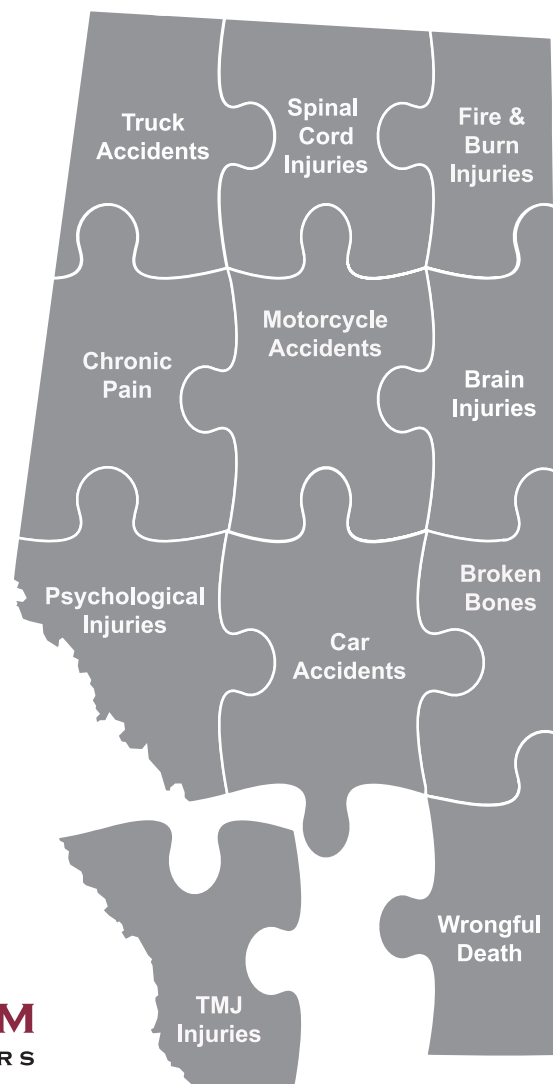 Truck
Accidents
Spinal
Cord
Injuries
Fire &
Burn
Injuries
Chronic
Pain
Motorcycle
Accidents
Brain
Injuries
Psychological
Injuries
Car
Accidents
Broken
Bones
Wrongful
Death
TMJ
Injuries
M
RS